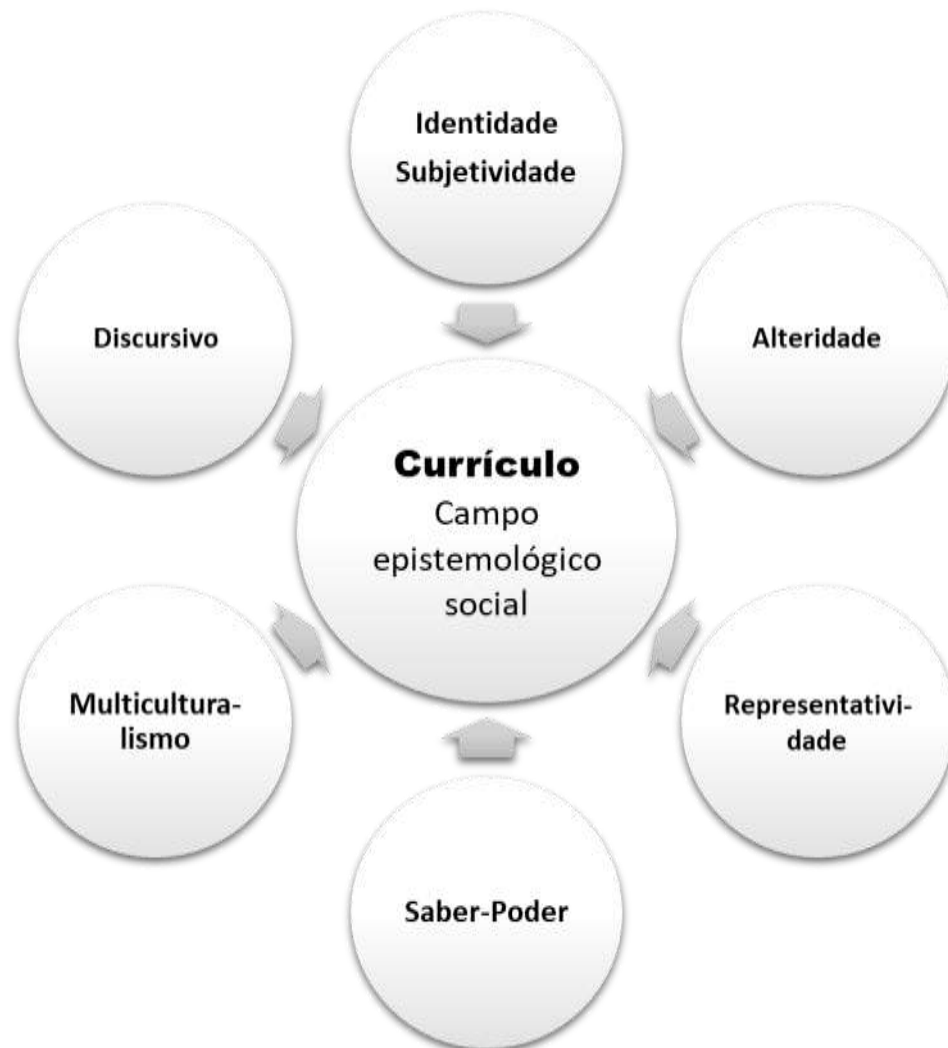 Identidade
Subjetividade
Discursivo
Alteridade
Currículo
Campo
epistemológico
social
Multicultura-
lismo
Representativi-
dade
Saber-Poder